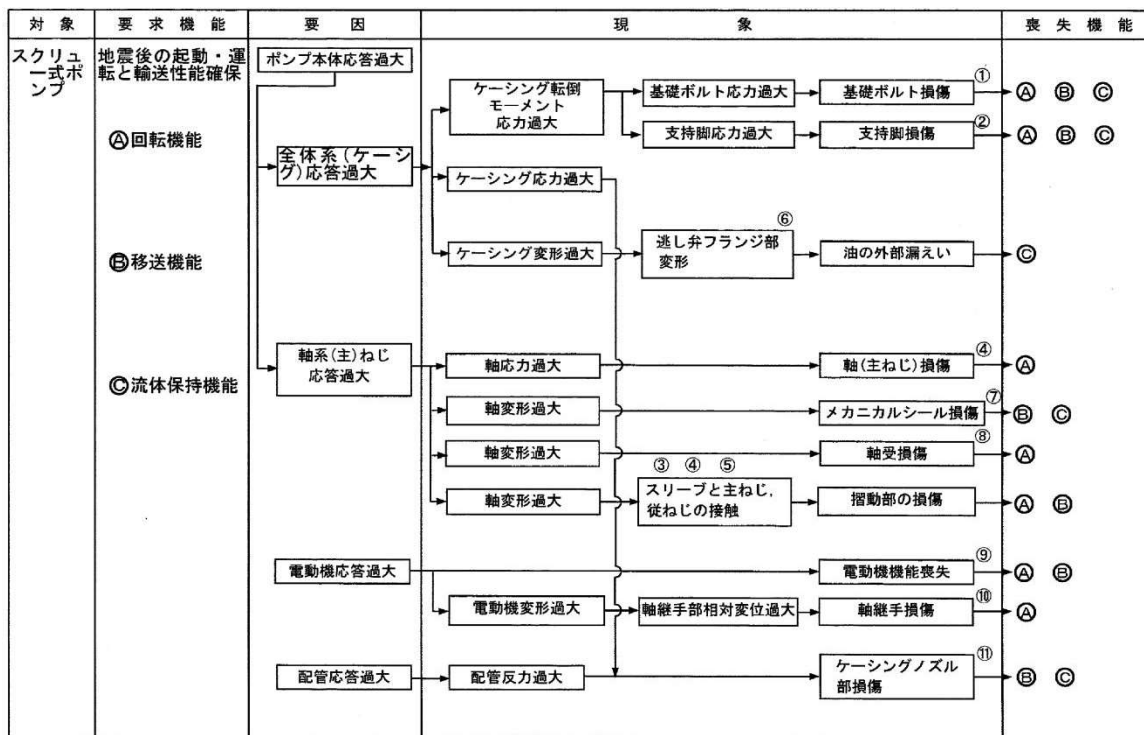 対象 要求機能 要因 現象 喪失機能
スクリュ
ー式ポ
ンプ
地震後の起動・運
転と輸送性能確保
Ⓐ回転機能
Ⓑ移送機能
Ⓒ流体保持機能
ポンプ本体応答過大
全体系(ケーシン
グ)応答過大
ケーシング転倒
モーメント
応力過大
基礎ボルト応力過大
基礎ボルト損傷
①
Ⓐ Ⓑ Ⓒ
支持脚応力過大
支持脚損傷
②
Ⓐ Ⓑ Ⓒ
ケーシング応力過大
ケーシング変形過大
⑥
逃し弁フランジ部
変形
油の外部漏えい
Ⓒ
軸系(主)ねじ
応答過大
軸応力過大
軸(主ねじ)損傷
④
Ⓐ
軸変形過大
メカニカルシール損傷
⑦
Ⓑ Ⓒ
軸変形過大
軸受損傷
⑧
Ⓐ
軸変形過大
③ ④ ⑤
スリーブと主ねじ,
従ねじの接触
摺動部の損傷
Ⓐ Ⓑ
電動機応答過大
電動機機能喪失
⑨
Ⓐ Ⓑ
電動機変形過大
軸継手部相対変位過大
軸継手損傷
⑩
Ⓐ
配管応答過大
配管反力過大
ケーシングノズル
部損傷
⑪
Ⓑ Ⓒ